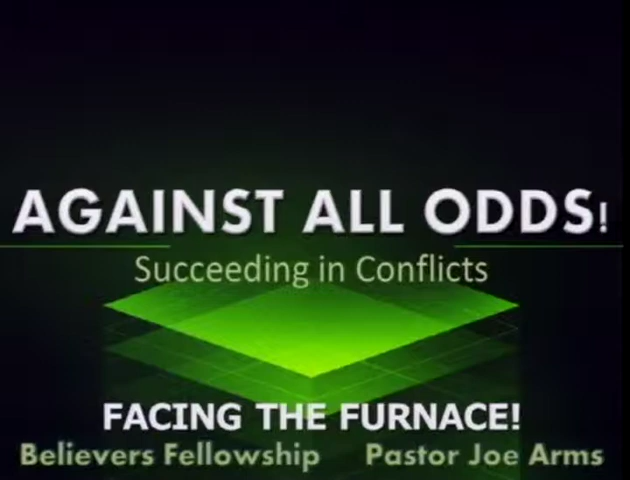 AGAINST ALL ODDS!
Succeeding in Conflicts
FACING THE FURNACE!
Believers Fellowship Pastor Joe Arms